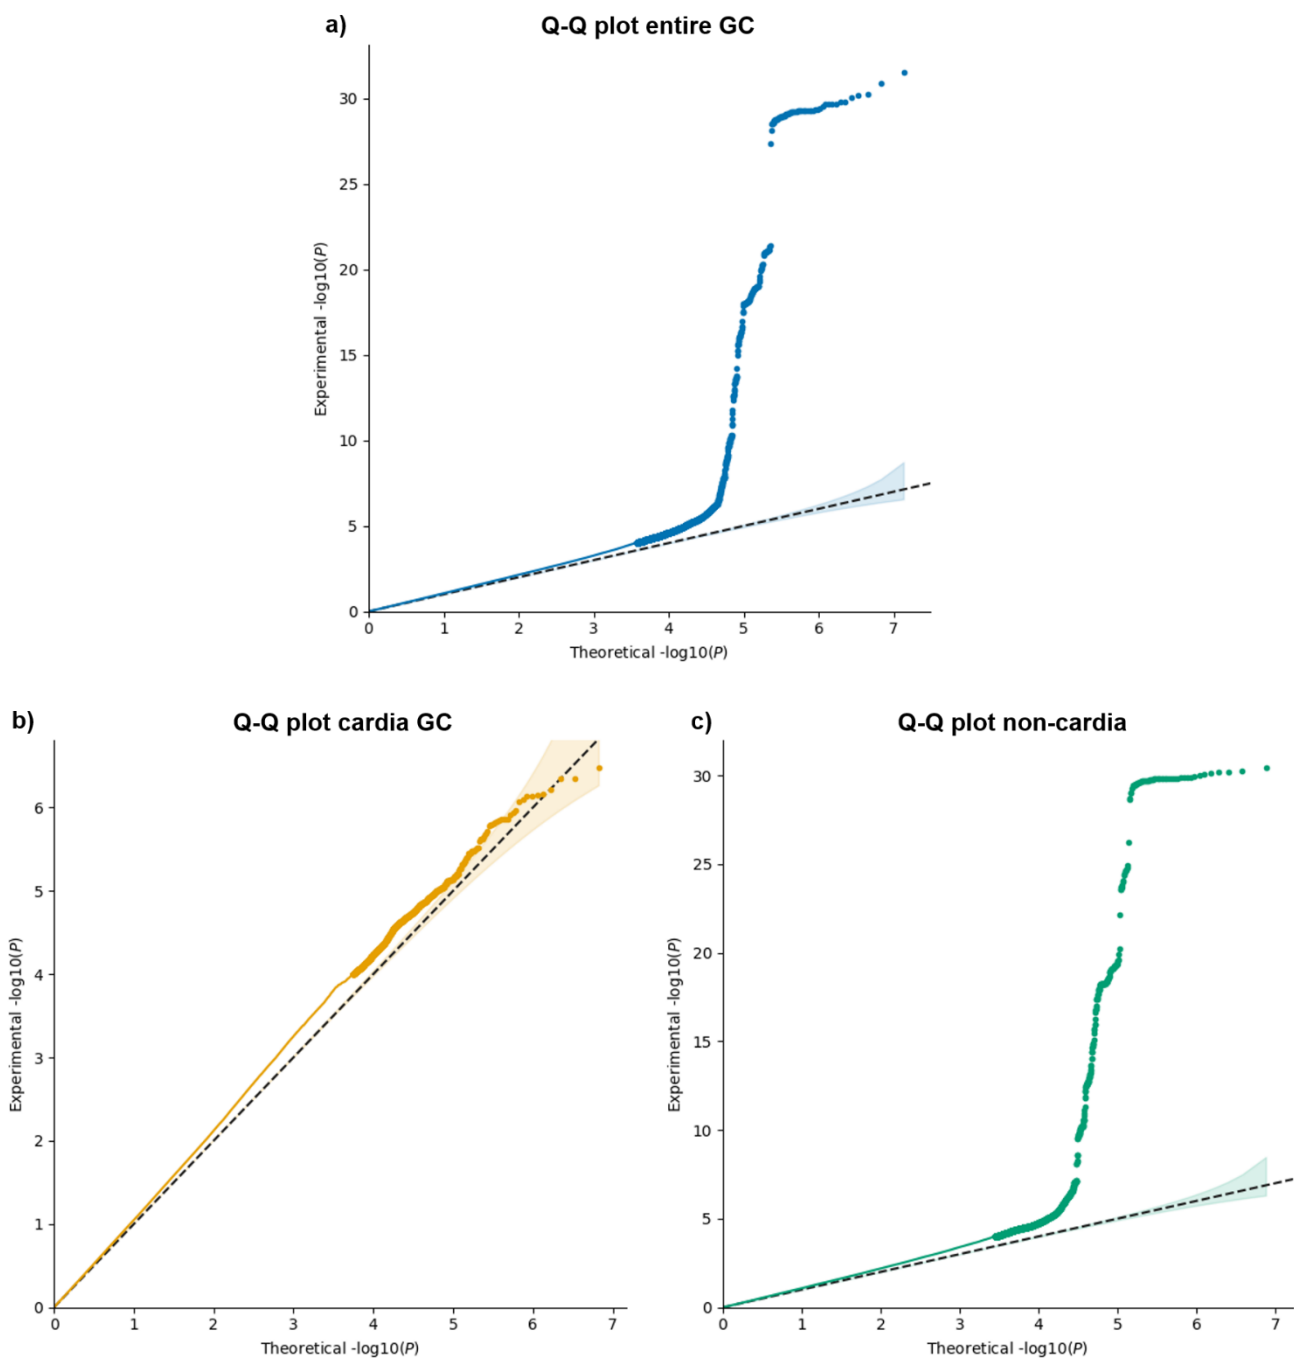 a)
Q-Q plot entire GC
30
25
20
15
10
5
0
Experimental -log10(P)
0 1 2 3 4 5 6 7
Theoretical -log10(P)
b)
Q-Q plot cardia GC
6
5
4
3
2
1
0
Experimental -log10(P)
0 1 2 3 4 5 6 7
Theoretical -log10(P)
c)
Q-Q plot non-cardia
30
25
20
15
10
5
0
Experimental -log10(P)
0 1 2 3 4 5 6 7
Theoretical -log10(P)